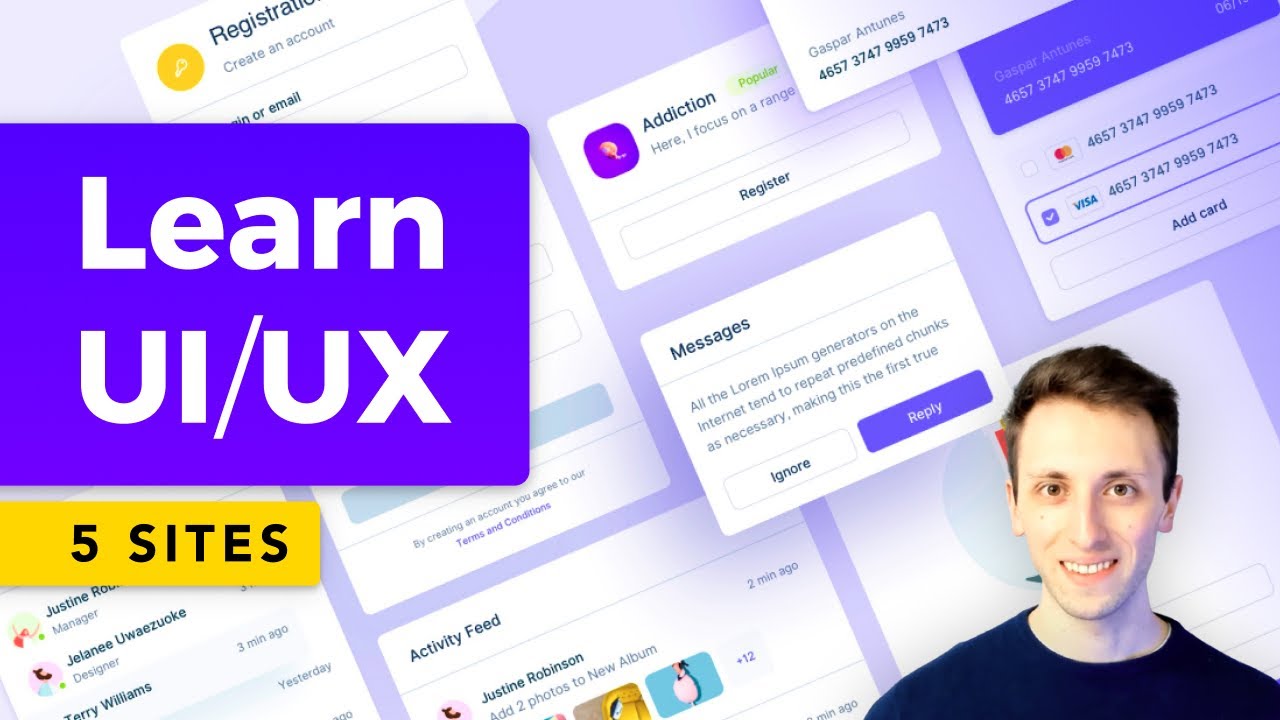 Learn
UI/UX
5 SITES
Create an account
or email
By creating an account you agree to our
Terms and Conditions
Addiction
Popular
Here, I focus on a range
Register
Gaspar Antunes
4657 3747 9959 7473
Gaspar Antunes
4657 3747 9959 7473
4657 3747 9959 7473
VISA
4657 3747 9959 7473
Add card
Messages
All the Lorem Ipsum generators on the
Internet tend to repeat predefined chunks
as necessary, making this the first true
Ignore
Reply
Justine
Manager
Jelanee Uwaezuoke
Designer
3 min ago
Terry Williams
Yesterday
Activity Feed
2 min ago
Justine Robinson
Add 2 photos to New Album
+12
min ago